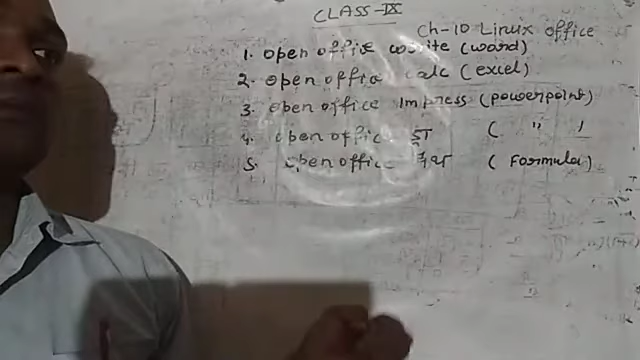 CLASS-IX
Ch-10 Linux office
1. open office write (word)
2. open office calc (excel)
3. open office Impress (powerpoint)
4. open office ड्रा ( " )
5. open office मैथ (Formula)